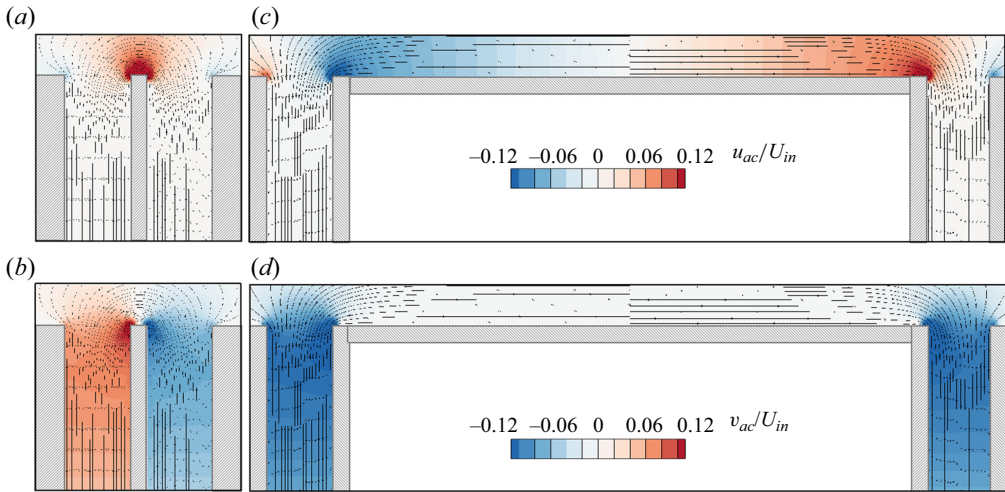 (a)
(c)
–0.12 –0.06 0 0.06 0.12 u_ac/U_in
(b)
(d)
–0.12 –0.06 0 0.06 0.12 v_ac/U_in